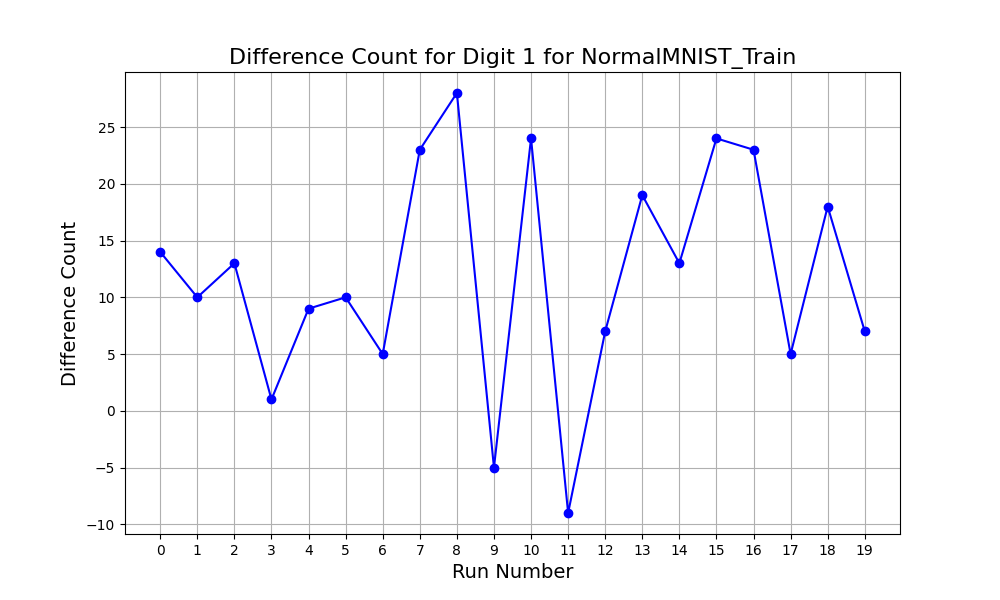 Difference Count for Digit 1 for NormalMNIST_Train
Difference Count
25
20
15
10
5
0
−5
−10
0 1 2 3 4 5 6 7 8 9 10 11 12 13 14 15 16 17 18 19
Run Number